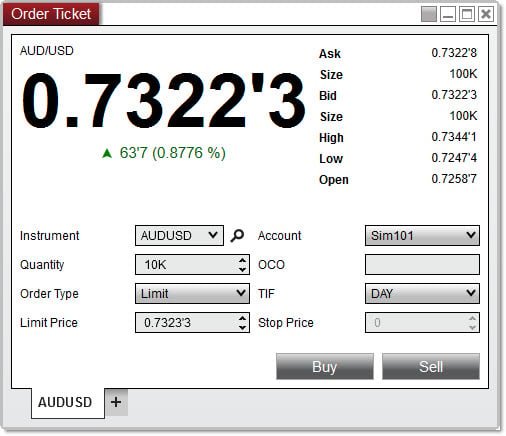 Order Ticket
AUD/USD
0.7322'3
▲ 63'7 (0.8776 %)
Ask 0.7322'8
Size 100K
Bid 0.7322'3
Size 100K
High 0.7344'1
Low 0.7247'4
Open 0.7258'7
Instrument AUDUSD Account Sim101
Quantity 10K OCO
Order Type Limit TIF DAY
Limit Price 0.7323'3 Stop Price 0
Buy Sell
AUDUSD +